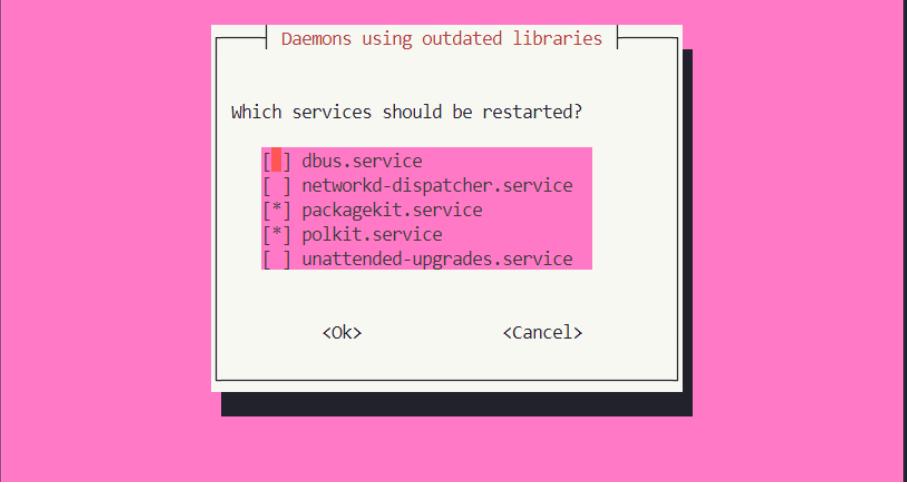 Daemons using outdated libraries
Which services should be restarted?
[ ] dbus.service
[ ] networkd-dispatcher.service
[*] packagekit.service
[*] polkit.service
[ ] unattended-upgrades.service
<Ok> <Cancel>